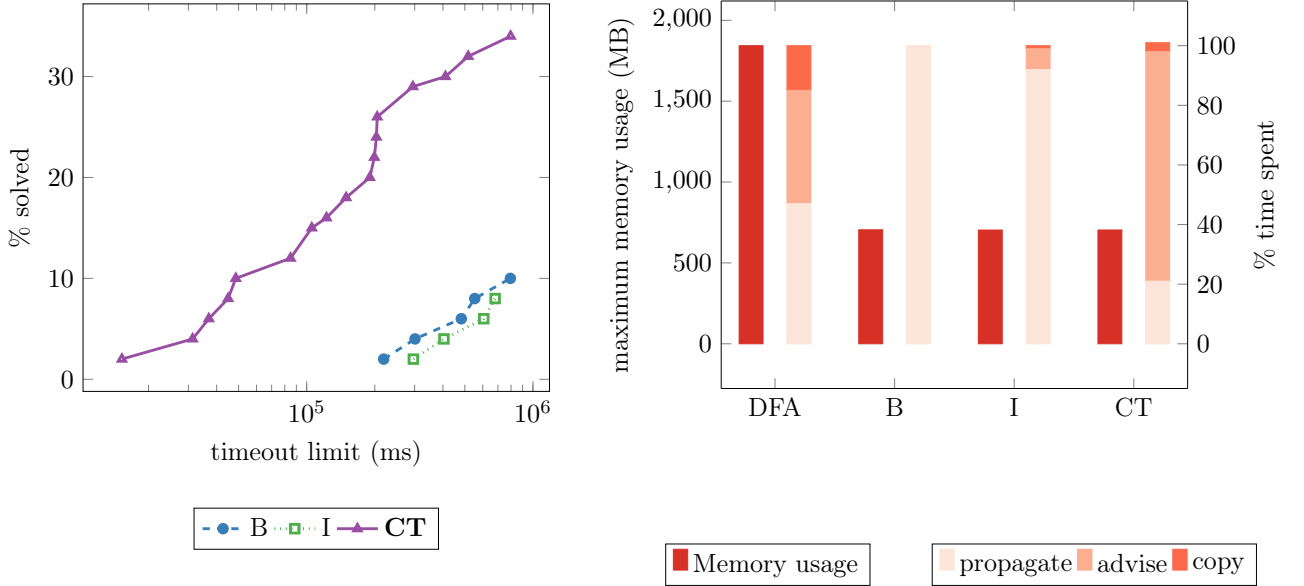 % solved
30
20
10
0
10^5
10^6
timeout limit (ms)
B
I
CT
maximum memory usage (MB)
2,000
1,500
1,000
500
0
% time spent
100
80
60
40
20
0
DFA
B
I
CT
Memory usage
propagate
advise
copy